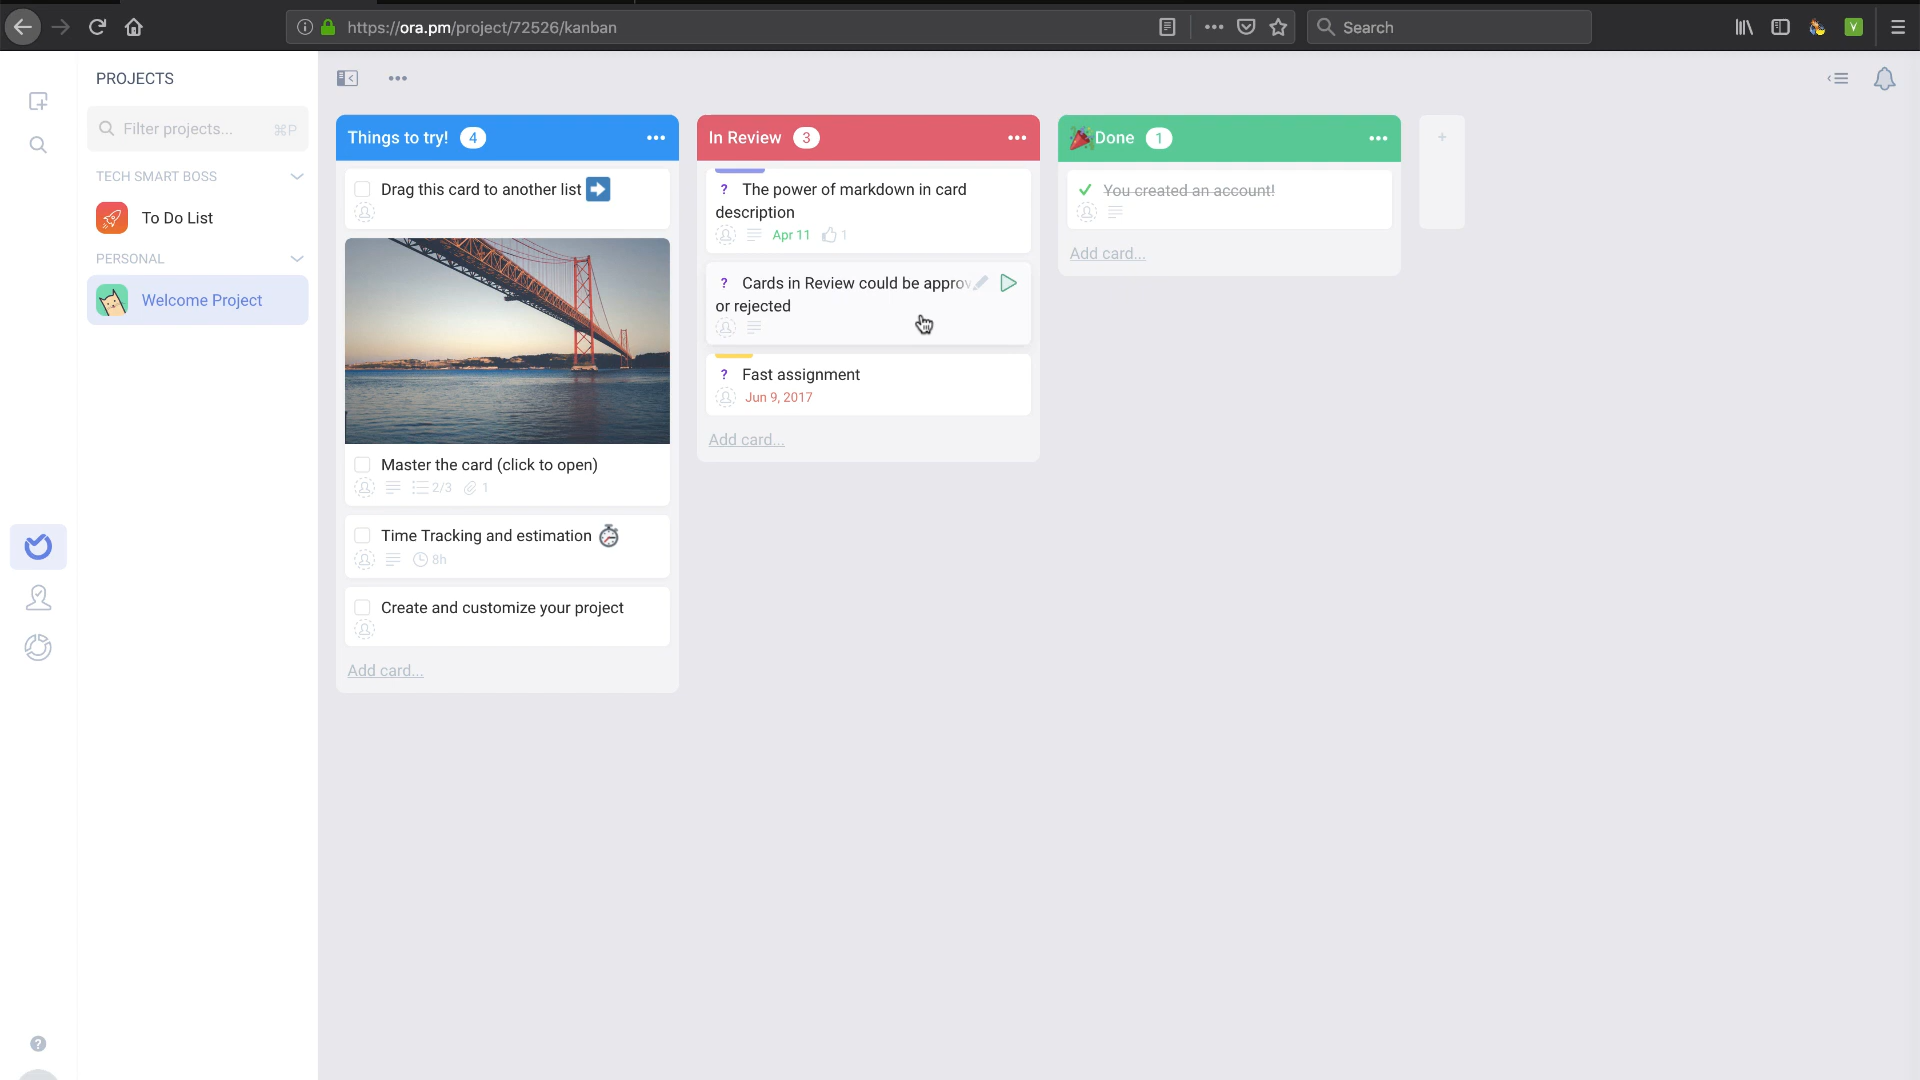 https://ora.pm/project/72526/kanban
Search
PROJECTS
Filter projects... ⌘P
TECH SMART BOSS
To Do List
PERSONAL
Welcome Project
Things to try! 4
Drag this card to another list
Master the card (click to open)
2/3 1
Time Tracking and estimation
8h
Create and customize your project
Add card...
In Review 3
? The power of markdown in card
description
Apr 11 1
? Cards in Review could be approv
or rejected
? Fast assignment
Jun 9, 2017
Add card...
Done 1
You created an account!
Add card...
+
?